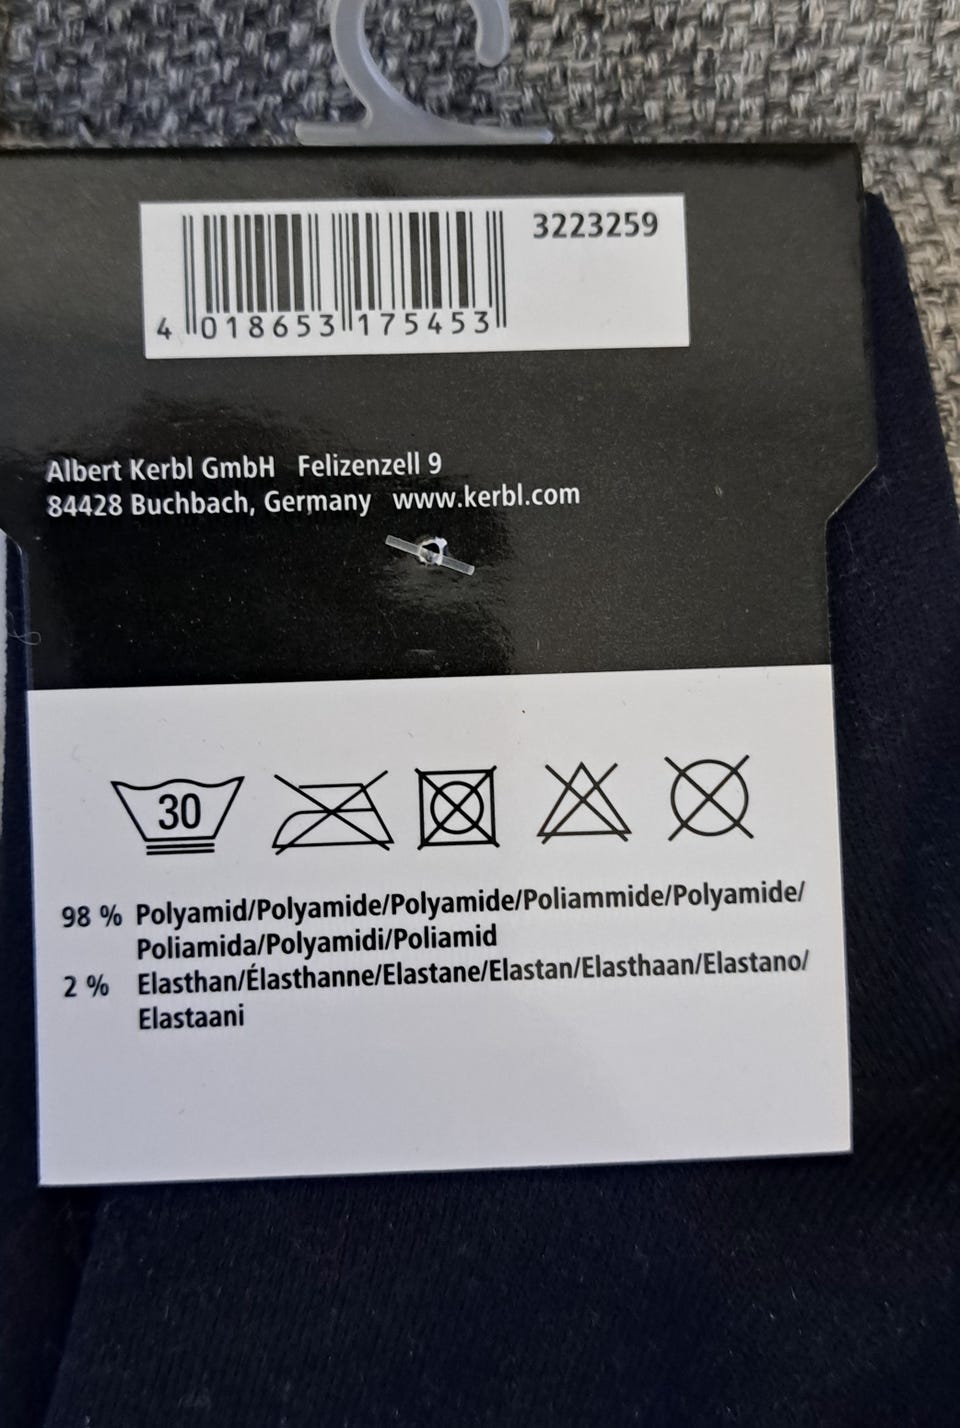 3223259
4 018653 175453
Albert Kerbl GmbH Felizenzell 9
84428 Buchbach, Germany www.kerbl.com
30
98 % Polyamid/Polyamide/Polyamide/Poliammide/Polyamide/
Poliamida/Polyamidi/Poliamid
2 % Elasthan/Élasthanne/Elastane/Elastan/Elasthaan/Elastano/
Elastaani